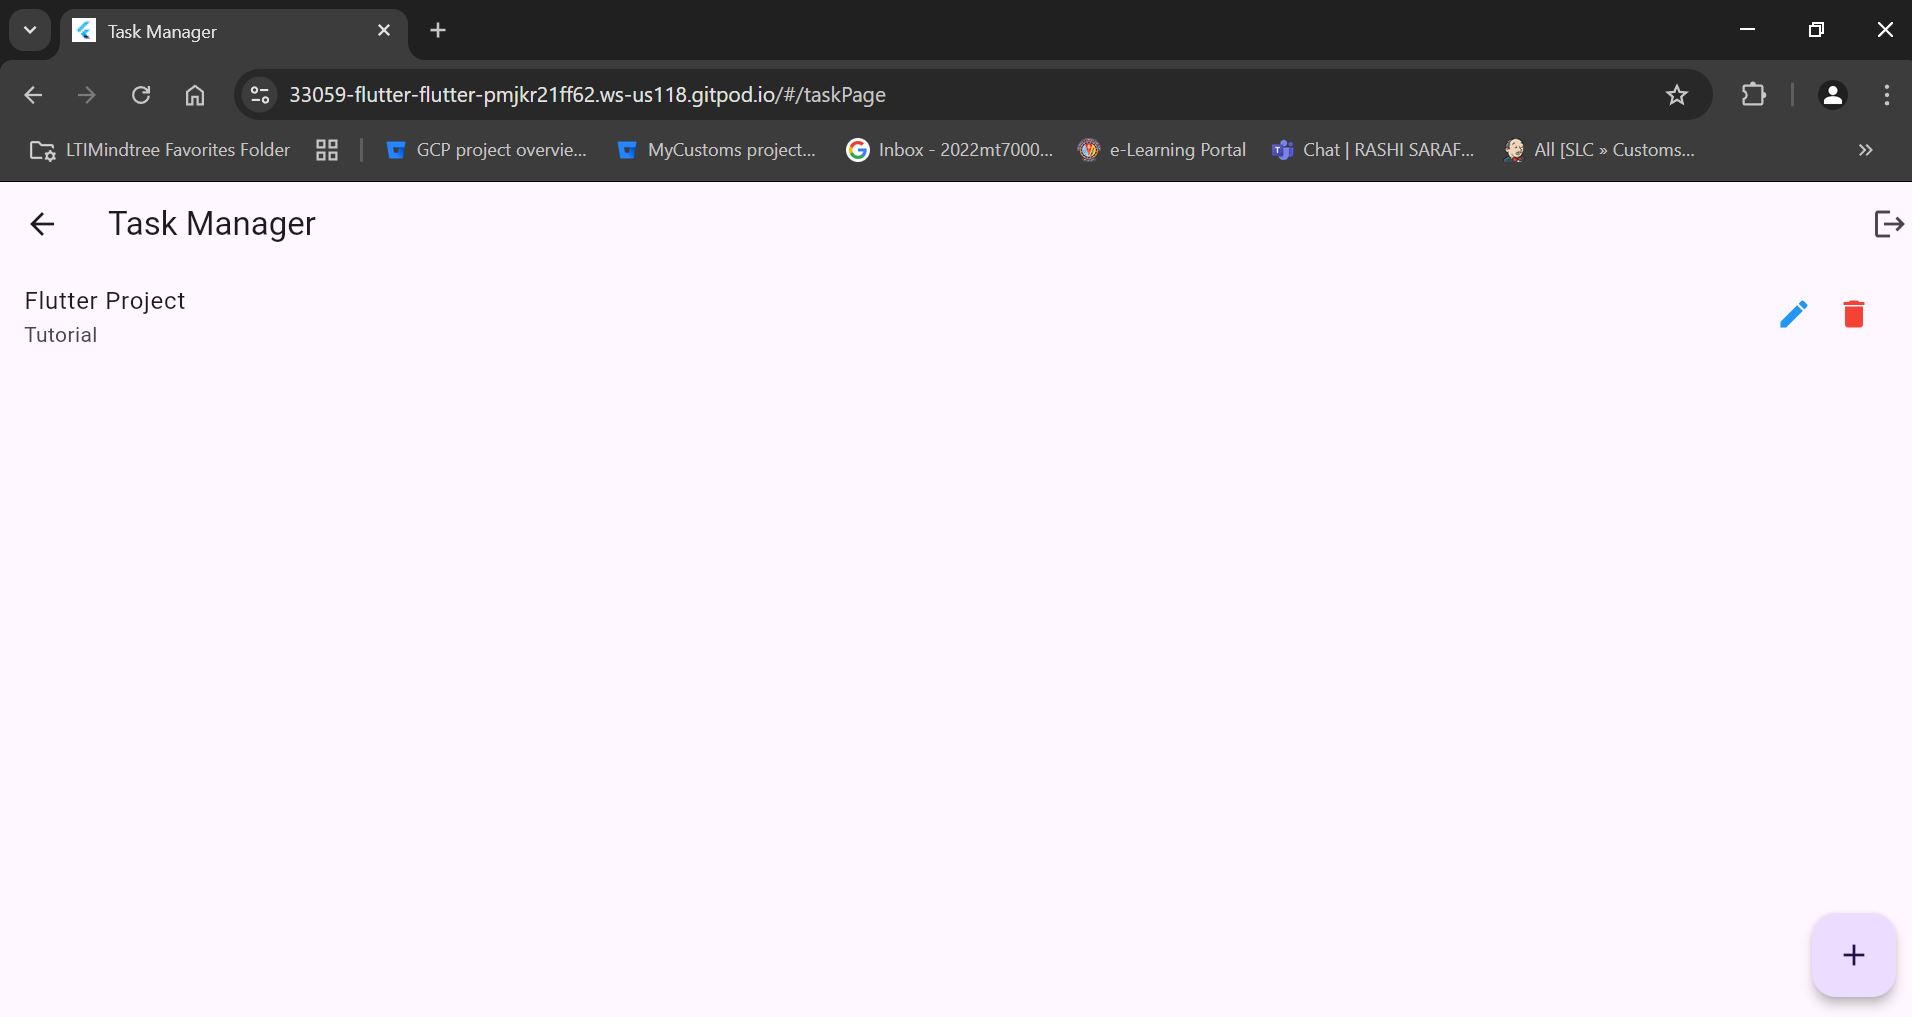 Task Manager
33059-flutter-flutter-pmjkr21ff62.ws-us118.gitpod.io/#/taskPage
LTIMindtree Favorites Folder
GCP project overvie...
MyCustoms project...
Inbox - 2022mt7000...
e-Learning Portal
Chat | RASHI SARAF...
All [SLC » Customs...
Task Manager
Flutter Project
Tutorial